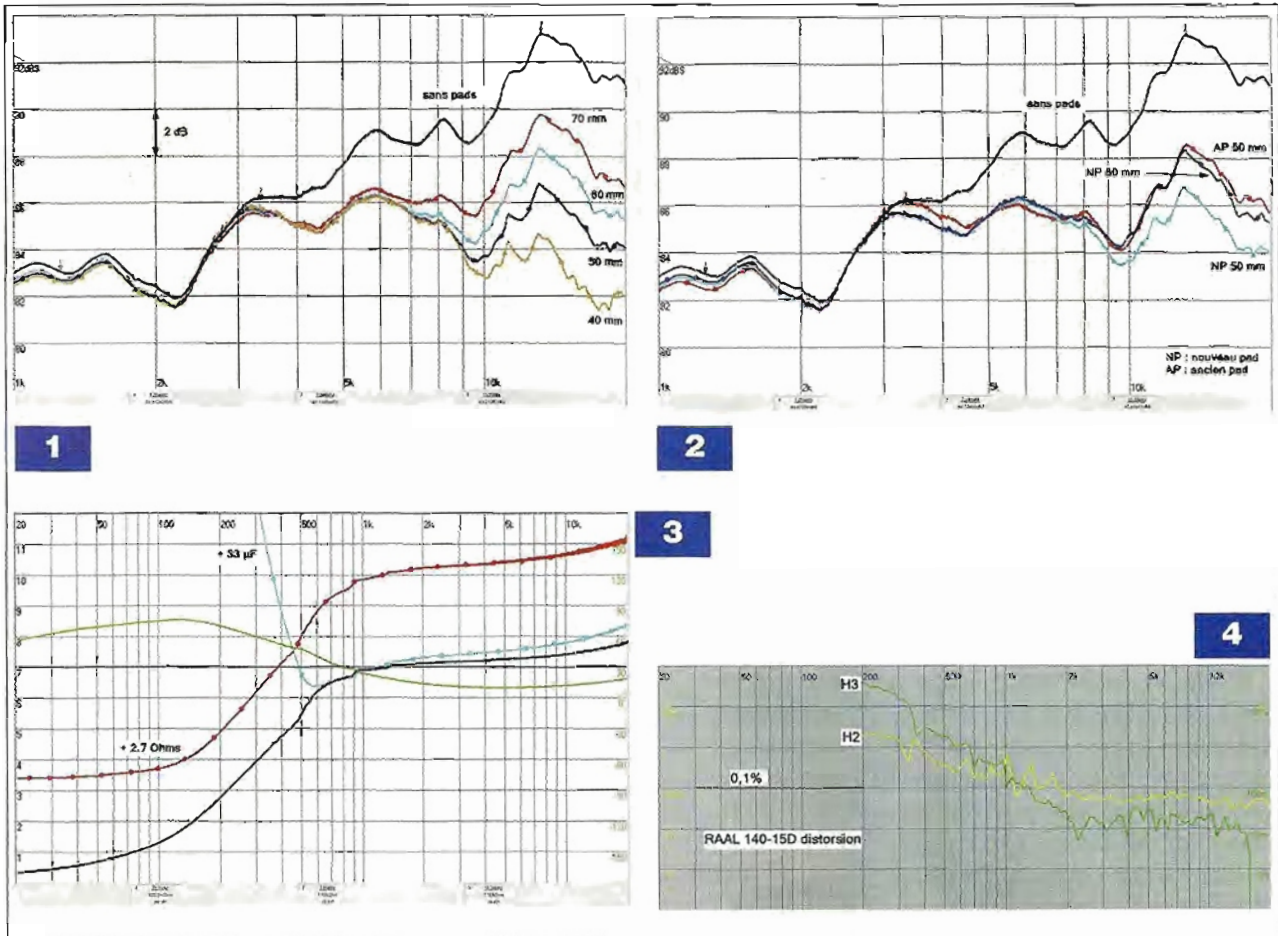 sans pads
90
2 dB
70 mm
88
60 mm
84
50 mm
82
40 mm
80
1k
2k
5k
10k
1
92dBS
sans pads
90
AP 50 mm
88
NP 60 mm
86
84
NP 50 mm
82
80
NP : nouveau pad
AP : ancien pad
1k
2k
5k
10k
2
20
50
100
200
500
1k
2k
5k
10k
+ 33 µF
11
10
9
8
7
6
5
+ 2.7 Ohms
4
3
2
1
3
4
20
50
100
200
500
1k
2k
5k
H3
H2
0,1%
RAAL 140-15D distorsion